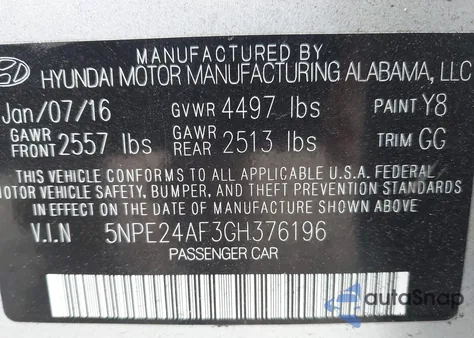 MANUFACTURED BY
HYUNDAI MOTOR MANUFACTURING ALABAMA, LLC
Jan/07/16 GVWR 4497 lbs PAINT Y8
GAWR FRONT 2557 lbs GAWR REAR 2513 lbs TRIM GG
THIS VEHICLE CONFORMS TO ALL APPLICABLE U.S.A. FEDERAL
MOTOR VEHICLE SAFETY, BUMPER, AND THEFT PREVENTION
STANDARDS IN EFFECT ON THE DATE OF MANUFACTURE SHOWN ABOVE.
V.I.N 5NPE24AF3GH376196
PASSENGER CAR
autoSnap